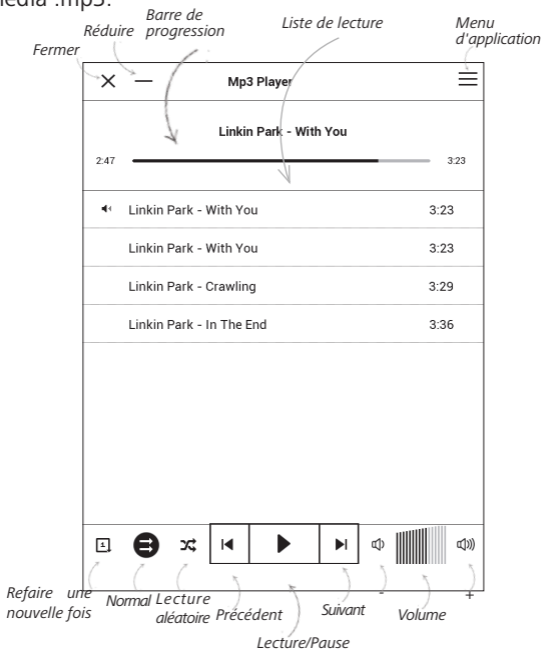 média .mp3.
Barre de
progression
Réduire
Fermer
Liste de lecture
Menu
d'application
Mp3 Player
Linkin Park - With You
2:47
3:23
Linkin Park - With You 3:23
Linkin Park - With You 3:23
Linkin Park - Crawling 3:29
Linkin Park - In The End 3:36
1
Refaire une
nouvelle fois
Normal
Lecture
aléatoire
Précédent
Lecture/Pause
Suivant
-
Volume
+